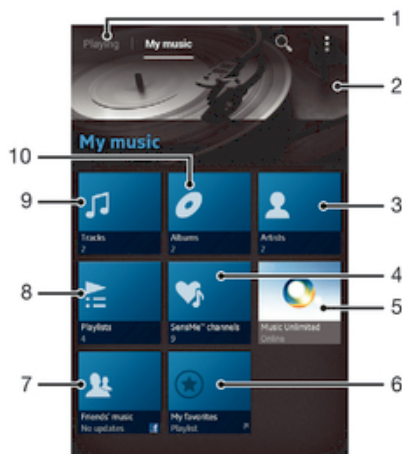 1
Playing | My music
2
My music
10
9
Tracks
2
Albums
2
Artists
2
3
8
Playlists
4
SensMe™ channels
9
Music Unlimited
Online
4
5
7
Friends' music
No updates
f
My favorites
Playlist
6